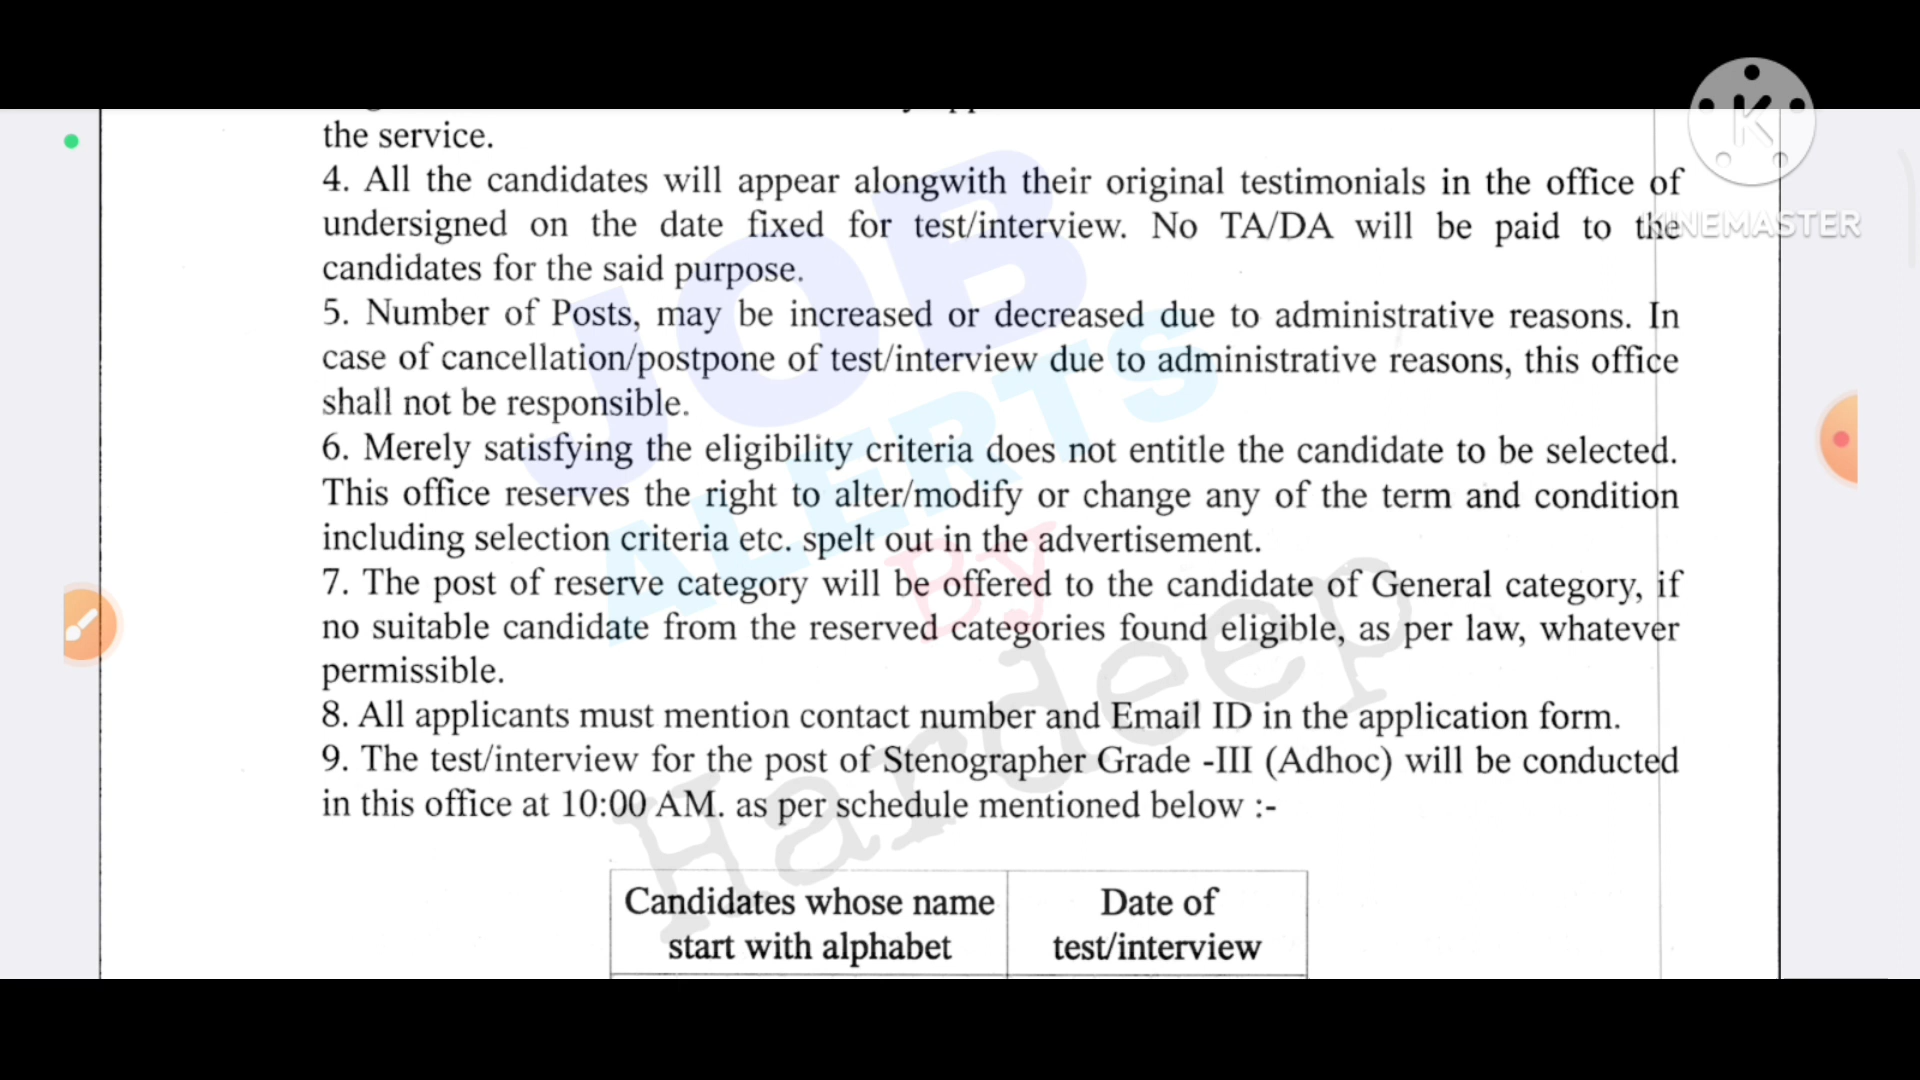 the service.
4. All the candidates will appear alongwith their original testimonials in the office of
undersigned on the date fixed for test/interview. No TA/DA will be paid to the
candidates for the said purpose.
5. Number of Posts, may be increased or decreased due to administrative reasons. In
case of cancellation/postpone of test/interview due to administrative reasons, this office
shall not be responsible.
6. Merely satisfying the eligibility criteria does not entitle the candidate to be selected.
This office reserves the right to alter/modify or change any of the term and condition
including selection criteria etc. spelt out in the advertisement.
7. The post of reserve category will be offered to the candidate of General category, if
no suitable candidate from the reserved categories found eligible, as per law, whatever
permissible.
8. All applicants must mention contact number and Email ID in the application form.
9. The test/interview for the post of Stenographer Grade -III (Adhoc) will be conducted
in this office at 10:00 AM. as per schedule mentioned below :-
Candidates whose name
start with alphabet
Date of
test/interview
JOB
ALERTS
By
Hardeep
K
KINEMASTER